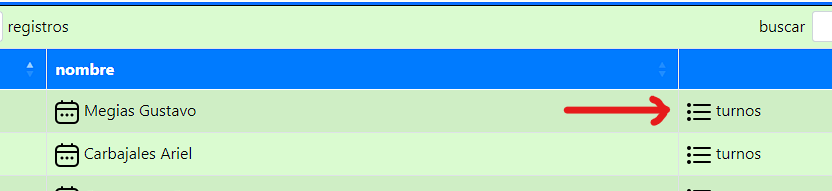 registros buscar
nombre
Megias Gustavo turnos
Carbajales Ariel turnos